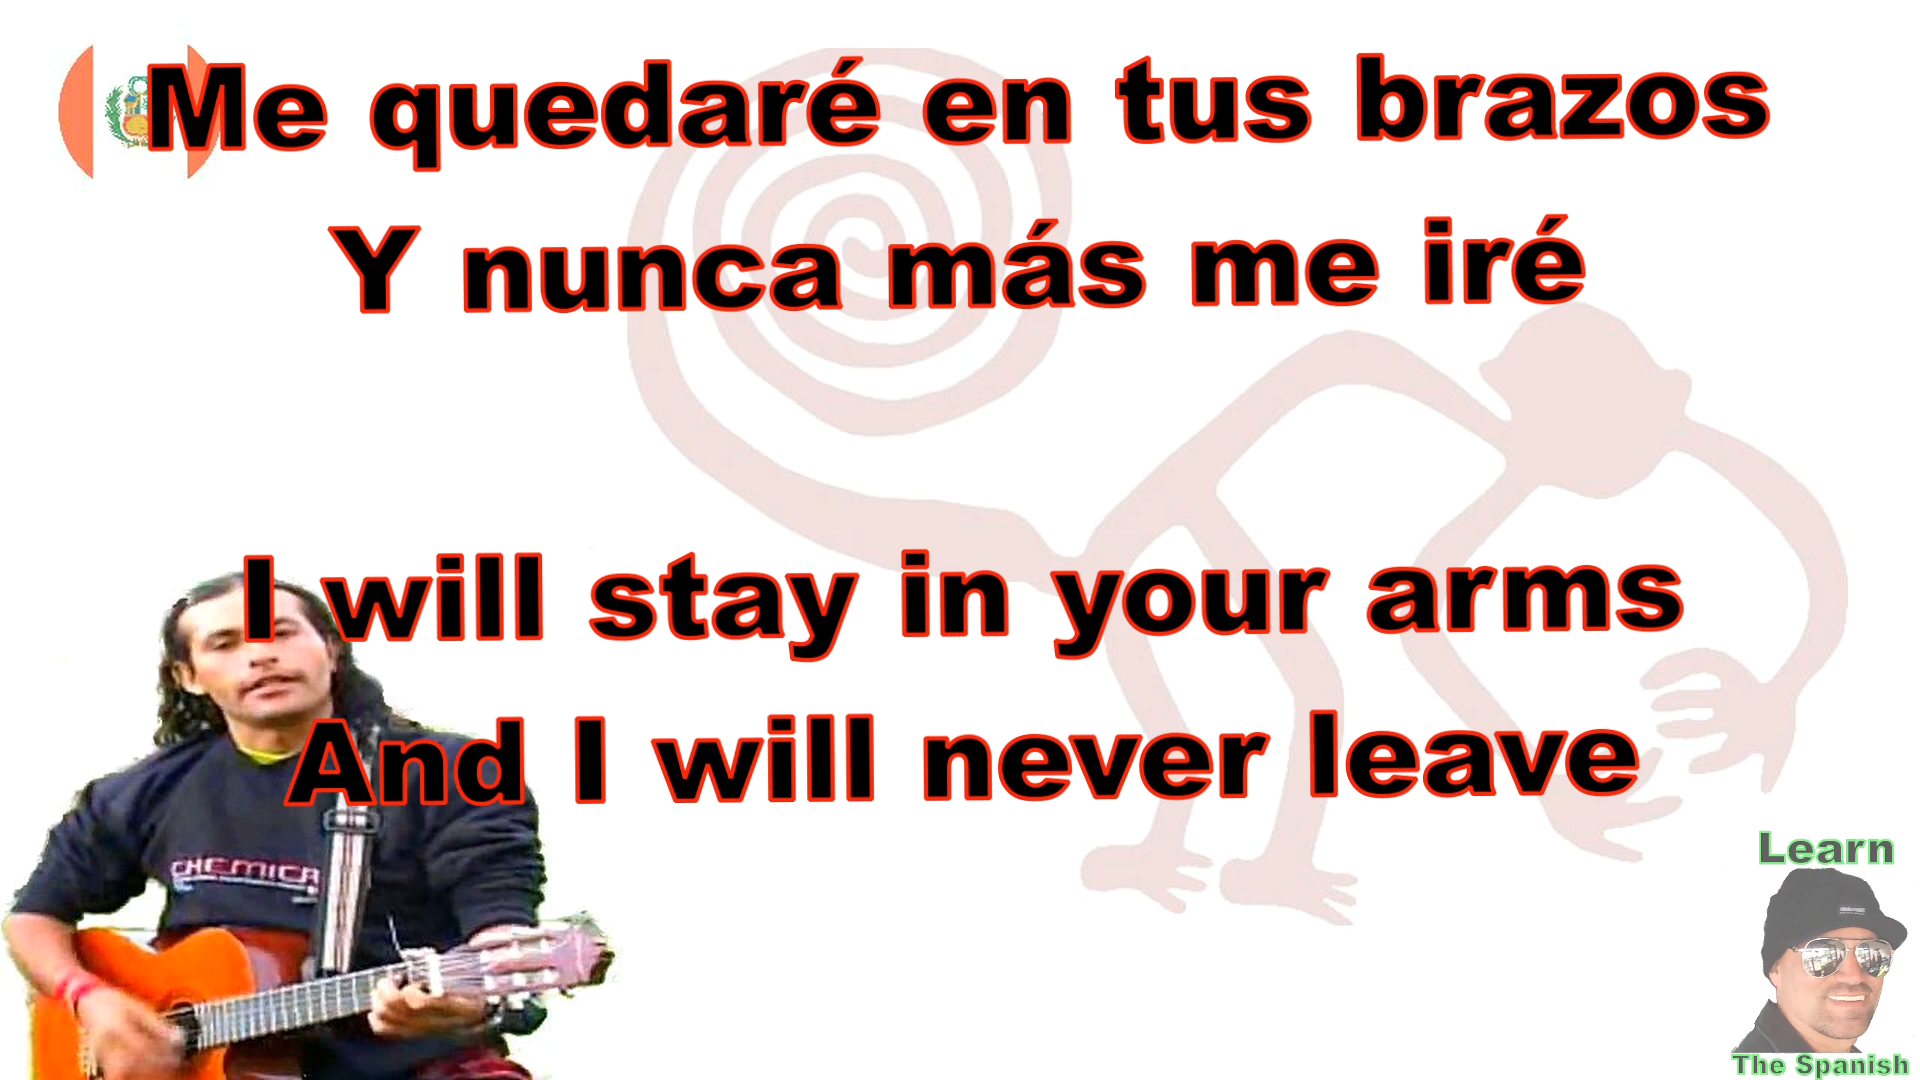 Me quedaré en tus brazos
Y nunca más me iré
I will stay in your arms
And I will never leave
CHEMICA
Learn
The Spanish